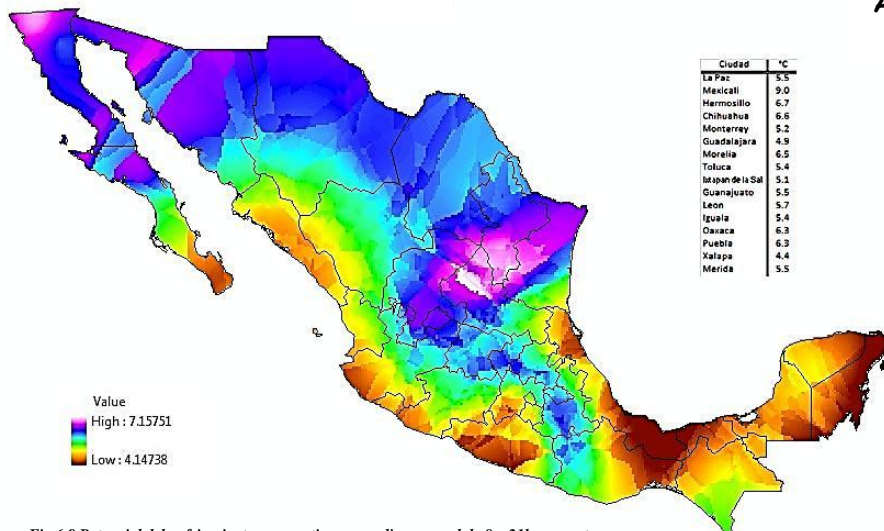 Ciudad °C
La Paz 5.5
Mexicali 9.0
Hermosillo 6.7
Chihuahua 6.6
Monterrey 5.2
Guadalajara 4.9
Morelia 6.5
Toluca 5.4
Ixtapan de la Sal 5.1
Guanajuato 5.5
Leon 5.7
Iguala 5.4
Oaxaca 6.3
Puebla 6.3
Xalapa 4.4
Merida 5.5
Value
High : 7.15751
Low : 4.14738